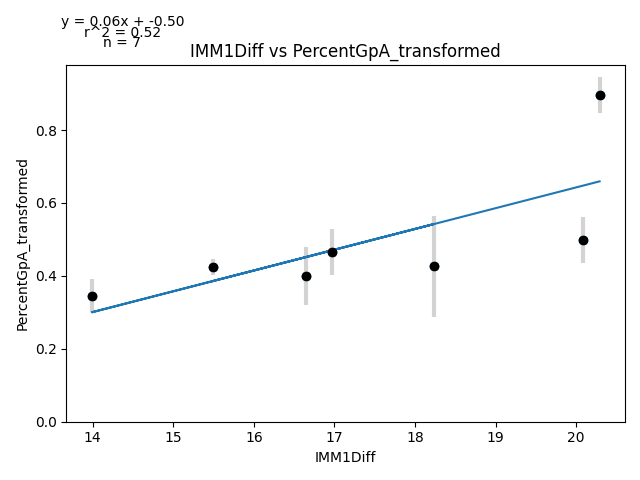 y = 0.06x + -0.50
r^2 = 0.52
n = 7
IMM1Diff vs PercentGpA_transformed
PercentGpA_transformed
0.8
0.6
0.4
0.2
0.0
14 15 16 17 18 19 20
IMM1Diff